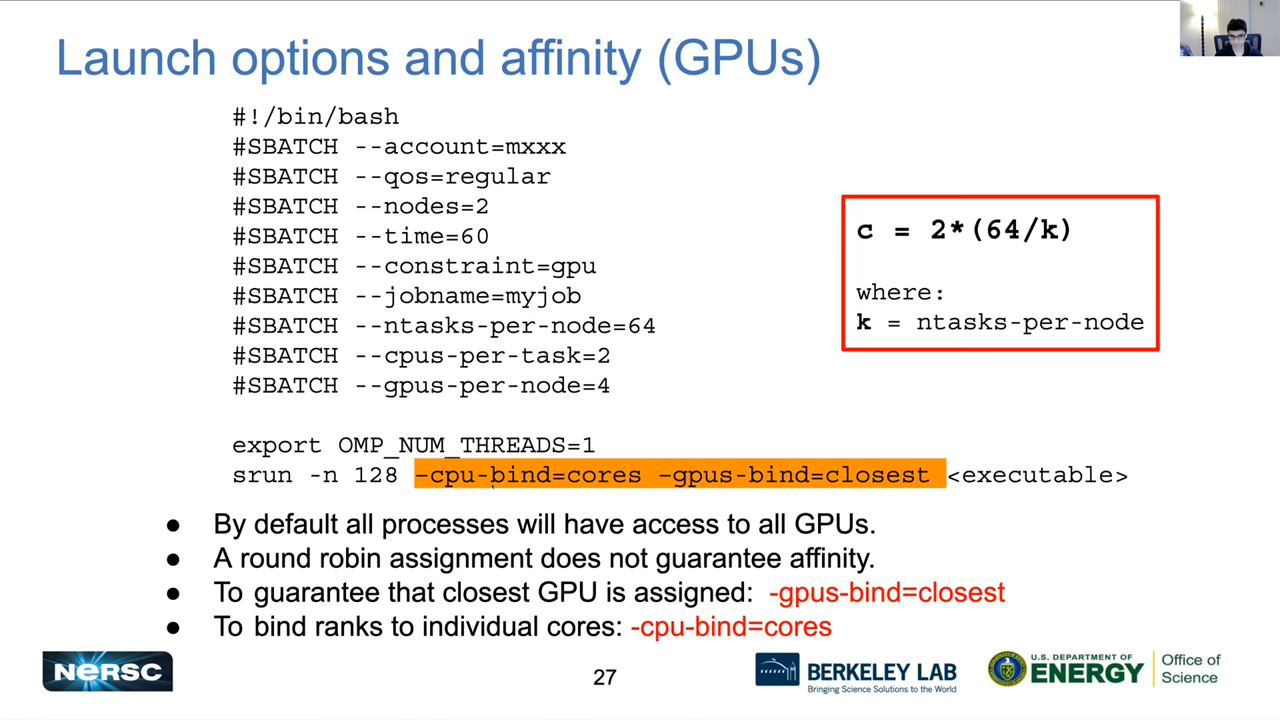 Launch options and affinity (GPUs)
#!/bin/bash
#SBATCH --account=mxxx
#SBATCH --qos=regular
#SBATCH --nodes=2
#SBATCH --time=60
#SBATCH --constraint=gpu
#SBATCH --jobname=myjob
#SBATCH --ntasks-per-node=64
#SBATCH --cpus-per-task=2
#SBATCH --gpus-per-node=4
export OMP_NUM_THREADS=1
srun -n 128 –cpu-bind=cores –gpus-bind=closest <executable>
c = 2*(64/k)
where:
k = ntasks-per-node
● By default all processes will have access to all GPUs.
● A round robin assignment does not guarantee affinity.
● To guarantee that closest GPU is assigned: -gpus-bind=closest
● To bind ranks to individual cores: -cpu-bind=cores
NERSC
27
BERKELEY LAB
Bringing Science Solutions to the World
U.S. DEPARTMENT OF
ENERGY
Office of
Science